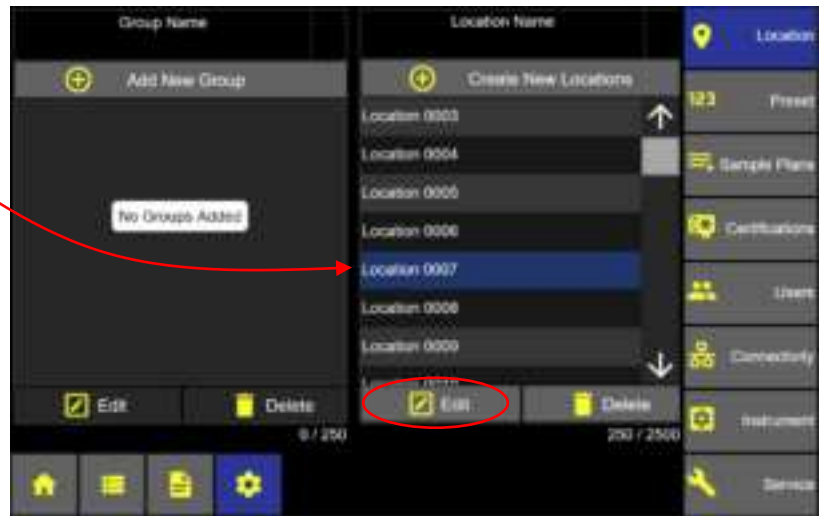 Group Name
Add New Group
No Groups Added
Edit
Delete
0 / 250
Location Name
Create New Locations
Location 0003
Location 0004
Location 0005
Location 0006
Location 0007
Location 0008
Location 0009
Edit
Delete
250 / 2500
Location
123
Preset
Sample Plans
Certifications
Users
Connectivity
Instrument
Service